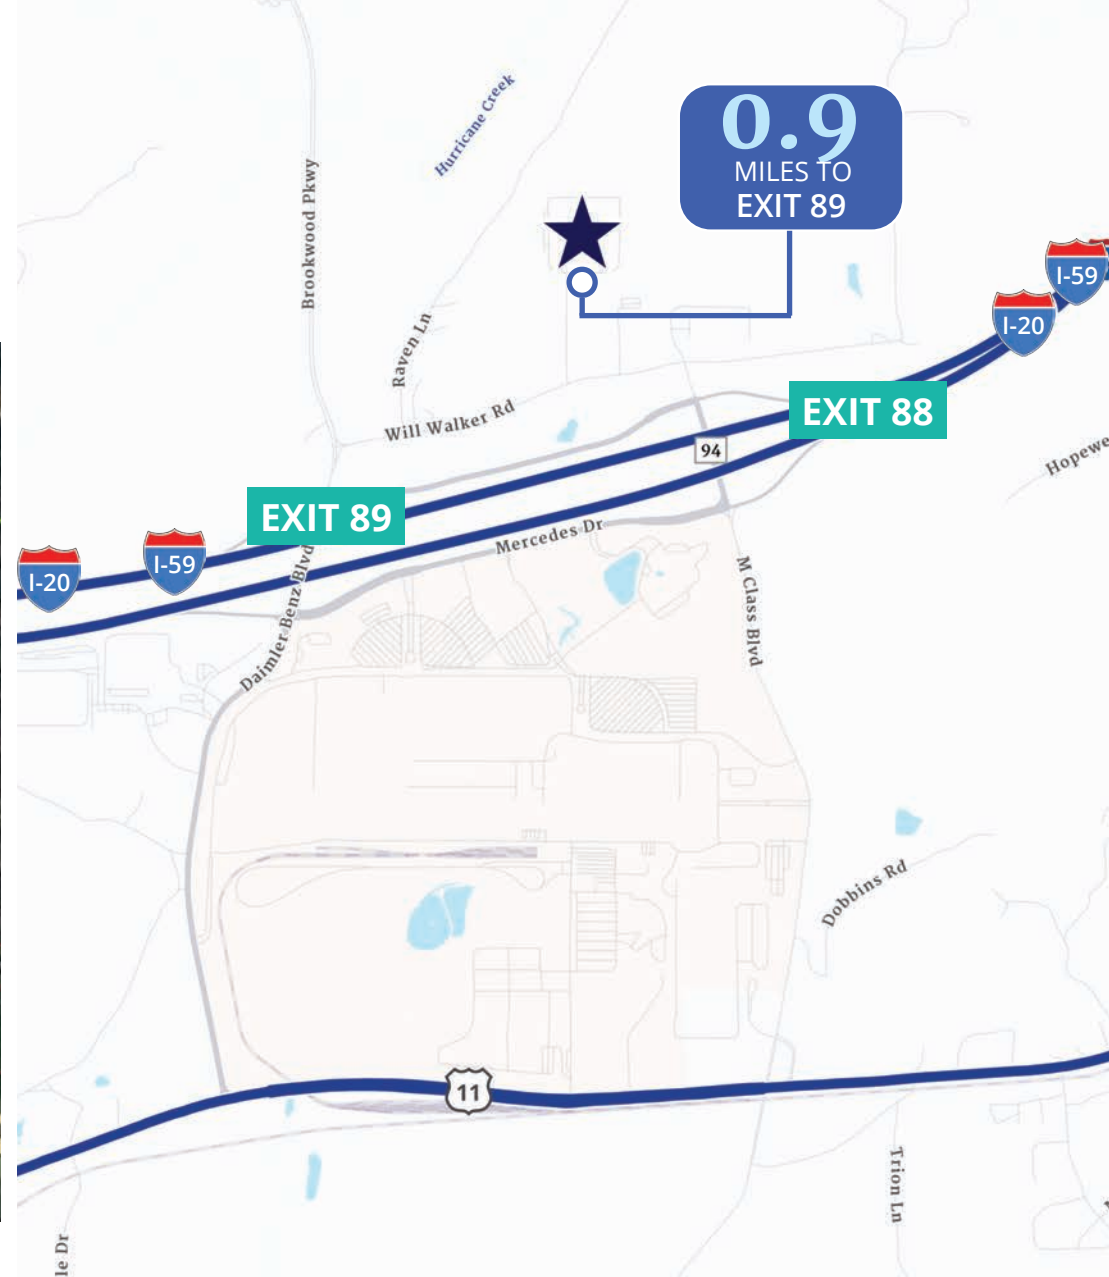 Hurricane Creek
0.9
MILES TO
EXIT 89
Brookwood Pkwy
I-59
I-20
Raven Ln
Will Walker Rd
EXIT 88
94
EXIT 89
Mercedes Dr
I-59
I-20
M Class Blvd
Daimler Benz Blvd
Dobbins Rd
11
Trion Ln